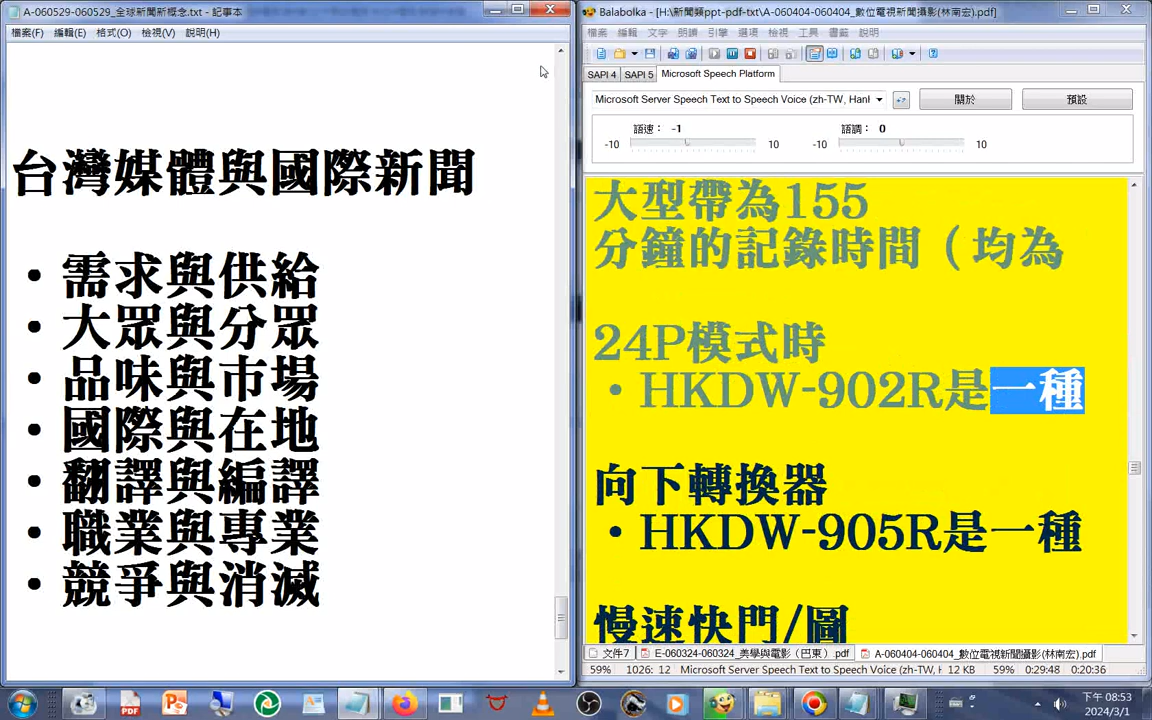 A-060529-060529_全球新聞新概念.txt - 記事本
檔案(F) 編輯(E) 格式(O) 檢視(V) 說明(H)
台灣媒體與國際新聞
• 需求與供給
• 大眾與分眾
• 品味與市場
• 國際與在地
• 翻譯與編譯
• 職業與專業
• 競爭與消滅
Balabolka - [H:\新聞類ppt-pdf-txt\A-060404-060404_數位電視新聞攝影(林南宏).pdf]
檔案 編輯 文字 朗讀 引擎 選項 檢視 工具 書籤 說明
SAPI 4 SAPI 5 Microsoft Speech Platform
Microsoft Server Speech Text to Speech Voice (zh-TW, Hanl 關於 預設
語速： -1 語調： 0
-10 10 -10 10
大型帶為155
分鐘的記錄時間（均為
24P模式時
• HKDW-902R是一種
向下轉換器
• HKDW-905R是一種
慢速快門/圖
文件7 E-060324-060324_美學與電影（巴東）.pdf A-060404-060404_數位電視新聞攝影(林南宏).pdf
59% 1026: 12 Microsoft Server Speech Text to Speech Voice (zh-TW, H 12 KB 0:29:48 0:20:36
下午 08:53
2024/3/1